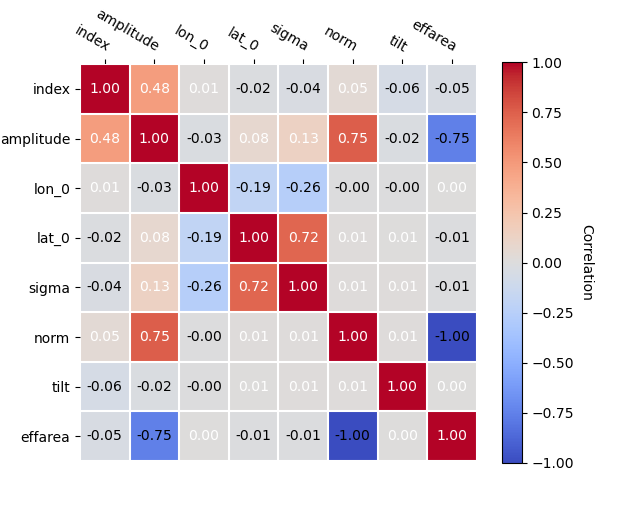 index amplitude lon_0 lat_0 sigma norm tilt effarea
index 1.00 0.48 0.01 -0.02 -0.04 0.05 -0.06 -0.05
amplitude 0.48 1.00 -0.03 0.08 0.13 0.75 -0.02 -0.75
lon_0 0.01 -0.03 1.00 -0.19 -0.26 -0.00 -0.00 0.00
lat_0 -0.02 0.08 -0.19 1.00 0.72 0.01 0.01 -0.01
sigma -0.04 0.13 -0.26 0.72 1.00 0.01 0.01 -0.01
norm 0.05 0.75 -0.00 0.01 0.01 1.00 0.01 -1.00
tilt -0.06 -0.02 -0.00 0.01 0.01 0.01 1.00 0.00
effarea -0.05 -0.75 0.00 -0.01 -0.01 -1.00 0.00 1.00
1.00
0.75
0.50
0.25
0.00
−0.25
−0.50
−0.75
−1.00
Correlation